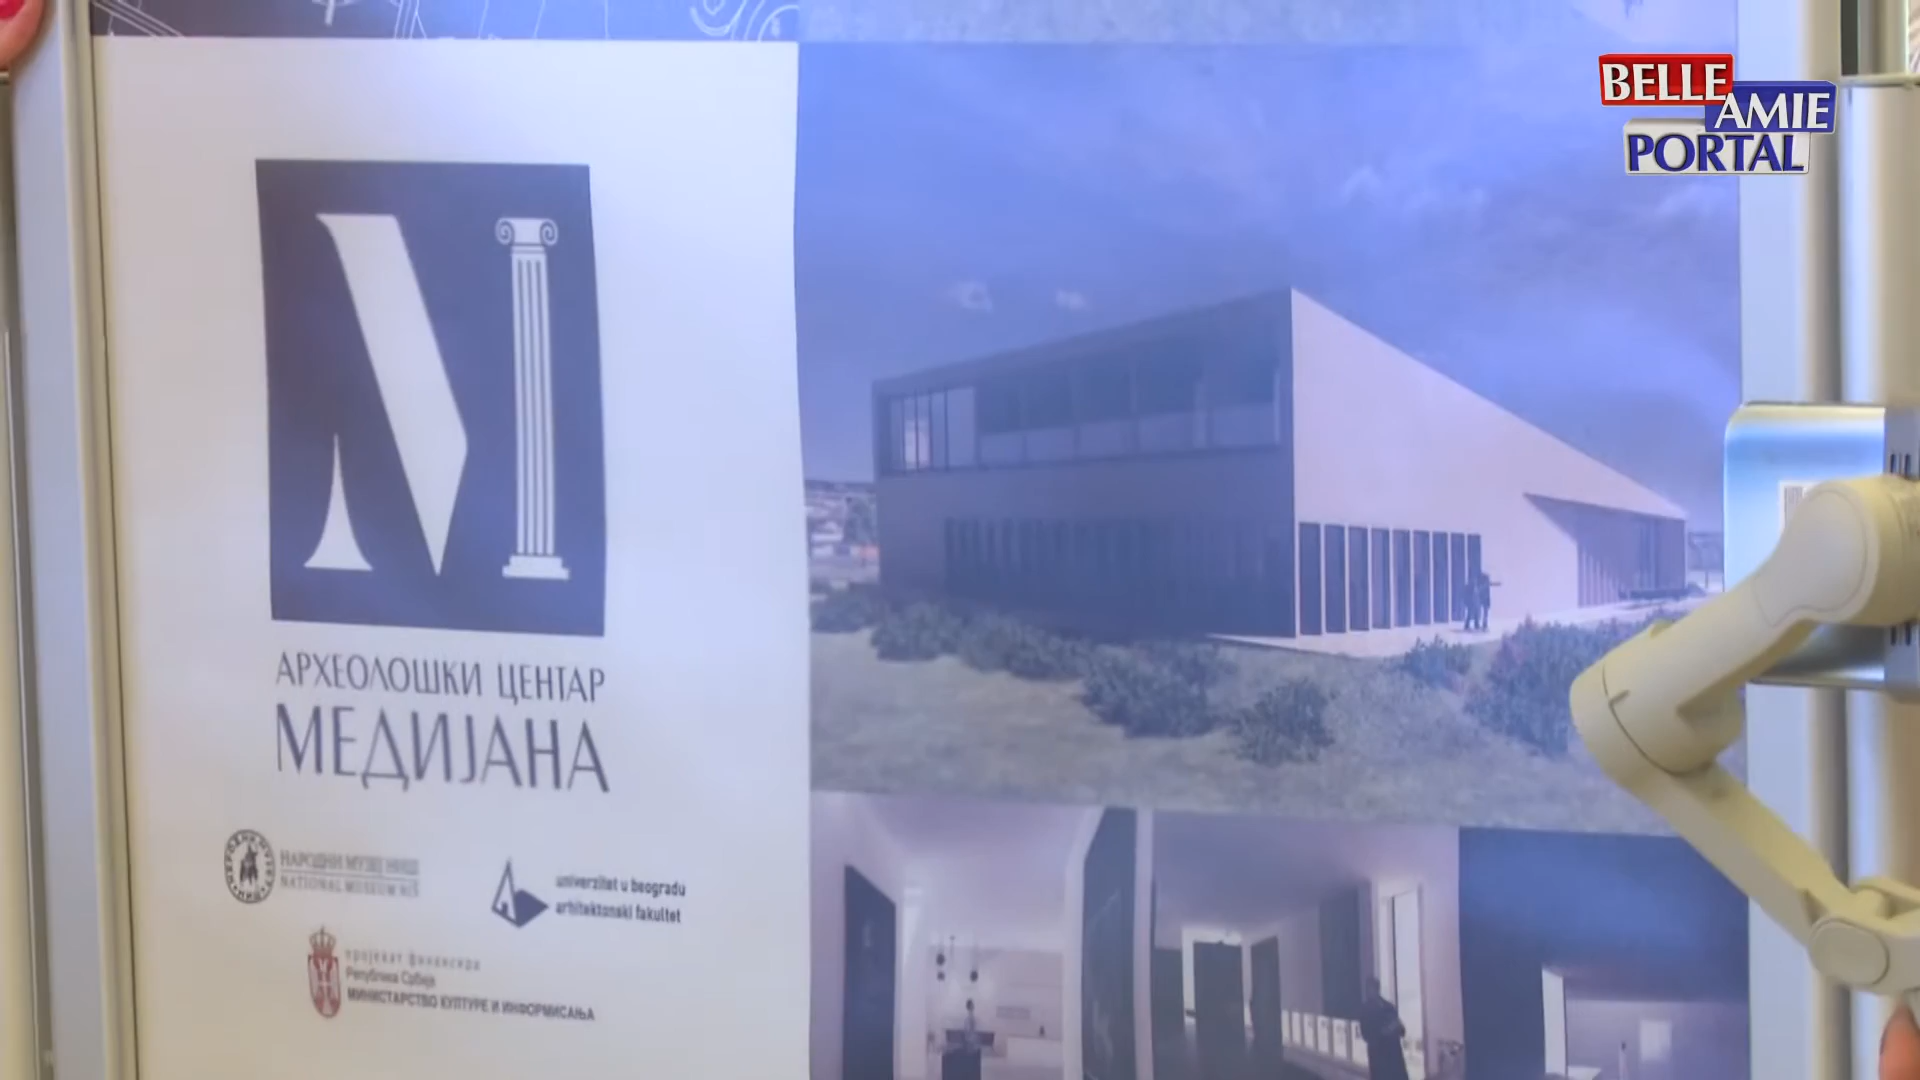 BELLE
AMIE
PORTAL
АРХЕОЛОШКИ ЦЕНТАР
МЕДИЈАНА
НАРОДНИ МУЗЕЈ НИШ
NATIONAL MUSEUM NIŠ
univerzitet u beogradu
arhitektonski fakultet
пројекат финансира
Република Србија
МИНИСТАРСТВО КУЛТУРЕ И ИНФОРМИСАЊА